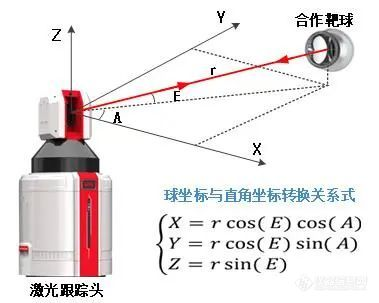 Y
合作靶球
Z
r
E
A
X
球坐标与直角坐标转换关系式
X = r cos(E) cos(A)
Y = r cos(E) sin(A)
Z = r sin(E)
激光跟踪头